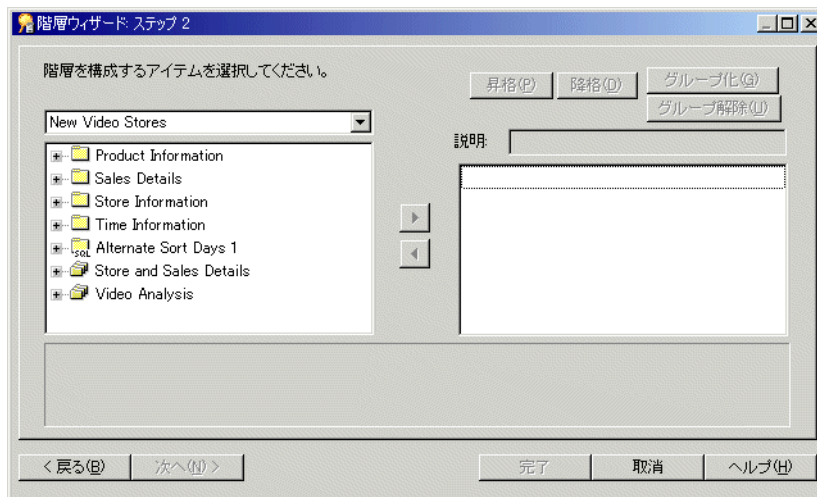 階層ウィザード: ステップ 2
階層を構成するアイテムを選択してください。
昇格(P)
降格(D)
グループ化(G)
グループ解除(U)
New Video Stores
説明:
Product Information
Sales Details
Store Information
Time Information
SQL Alternate Sort Days 1
Store and Sales Details
Video Analysis
< 戻る(B)
次へ(N) >
完了
取消
ヘルプ(H)